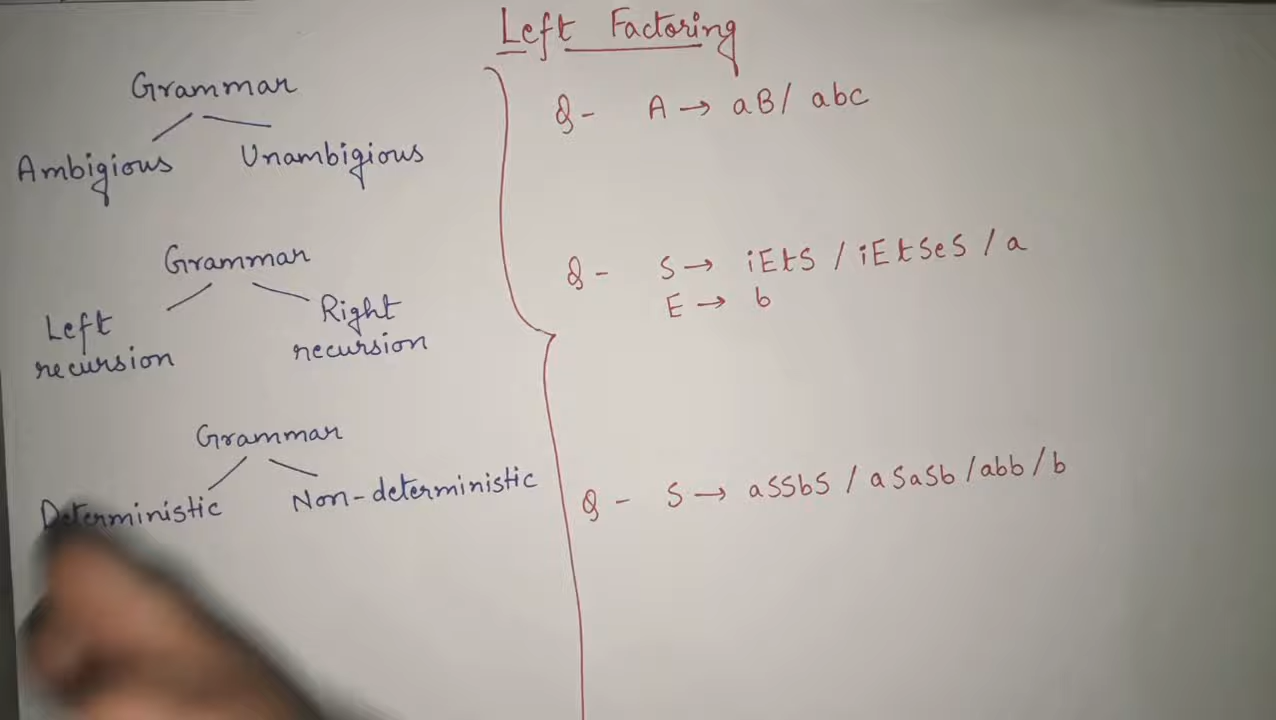 Left Factoring
Grammar
Ambigious Unambigious
Grammar
Left recursion
Right recursion
Grammar
Deterministic Non-deterministic
Q- A → aB/ abc
Q- S → iEtS / iEtSeS / a
E → b
Q- S → aSSbS / aSaSb /abb / b